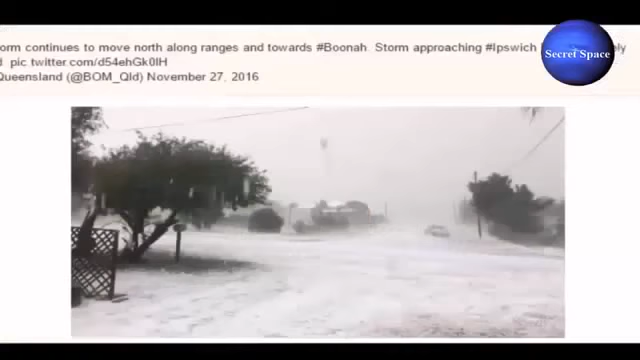 orm continues to move north along ranges and towards #Boonah. Storm approaching #Ipswich
pic.twitter.com/d54ehGk0IH
Queensland (@BOM_Qld) November 27, 2016
Secret Space